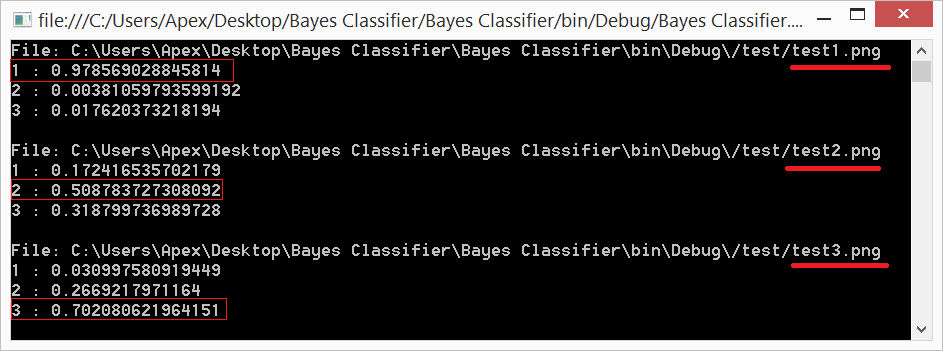 file:///C:/Users/Apex/Desktop/Bayes Classifier/Bayes Classifier/bin/Debug/Bayes Classifier....
File: C:\Users\Apex\Desktop\Bayes Classifier\Bayes Classifier\bin\Debug\/test/test1.png
1 : 0.978569028845814
2 : 0.00381059793599192
3 : 0.017620373218194
File: C:\Users\Apex\Desktop\Bayes Classifier\Bayes Classifier\bin\Debug\/test/test2.png
1 : 0.172416535702179
2 : 0.508783727308092
3 : 0.318799736989728
File: C:\Users\Apex\Desktop\Bayes Classifier\Bayes Classifier\bin\Debug\/test/test3.png
1 : 0.030997580919449
2 : 0.2669217971164
3 : 0.702080621964151